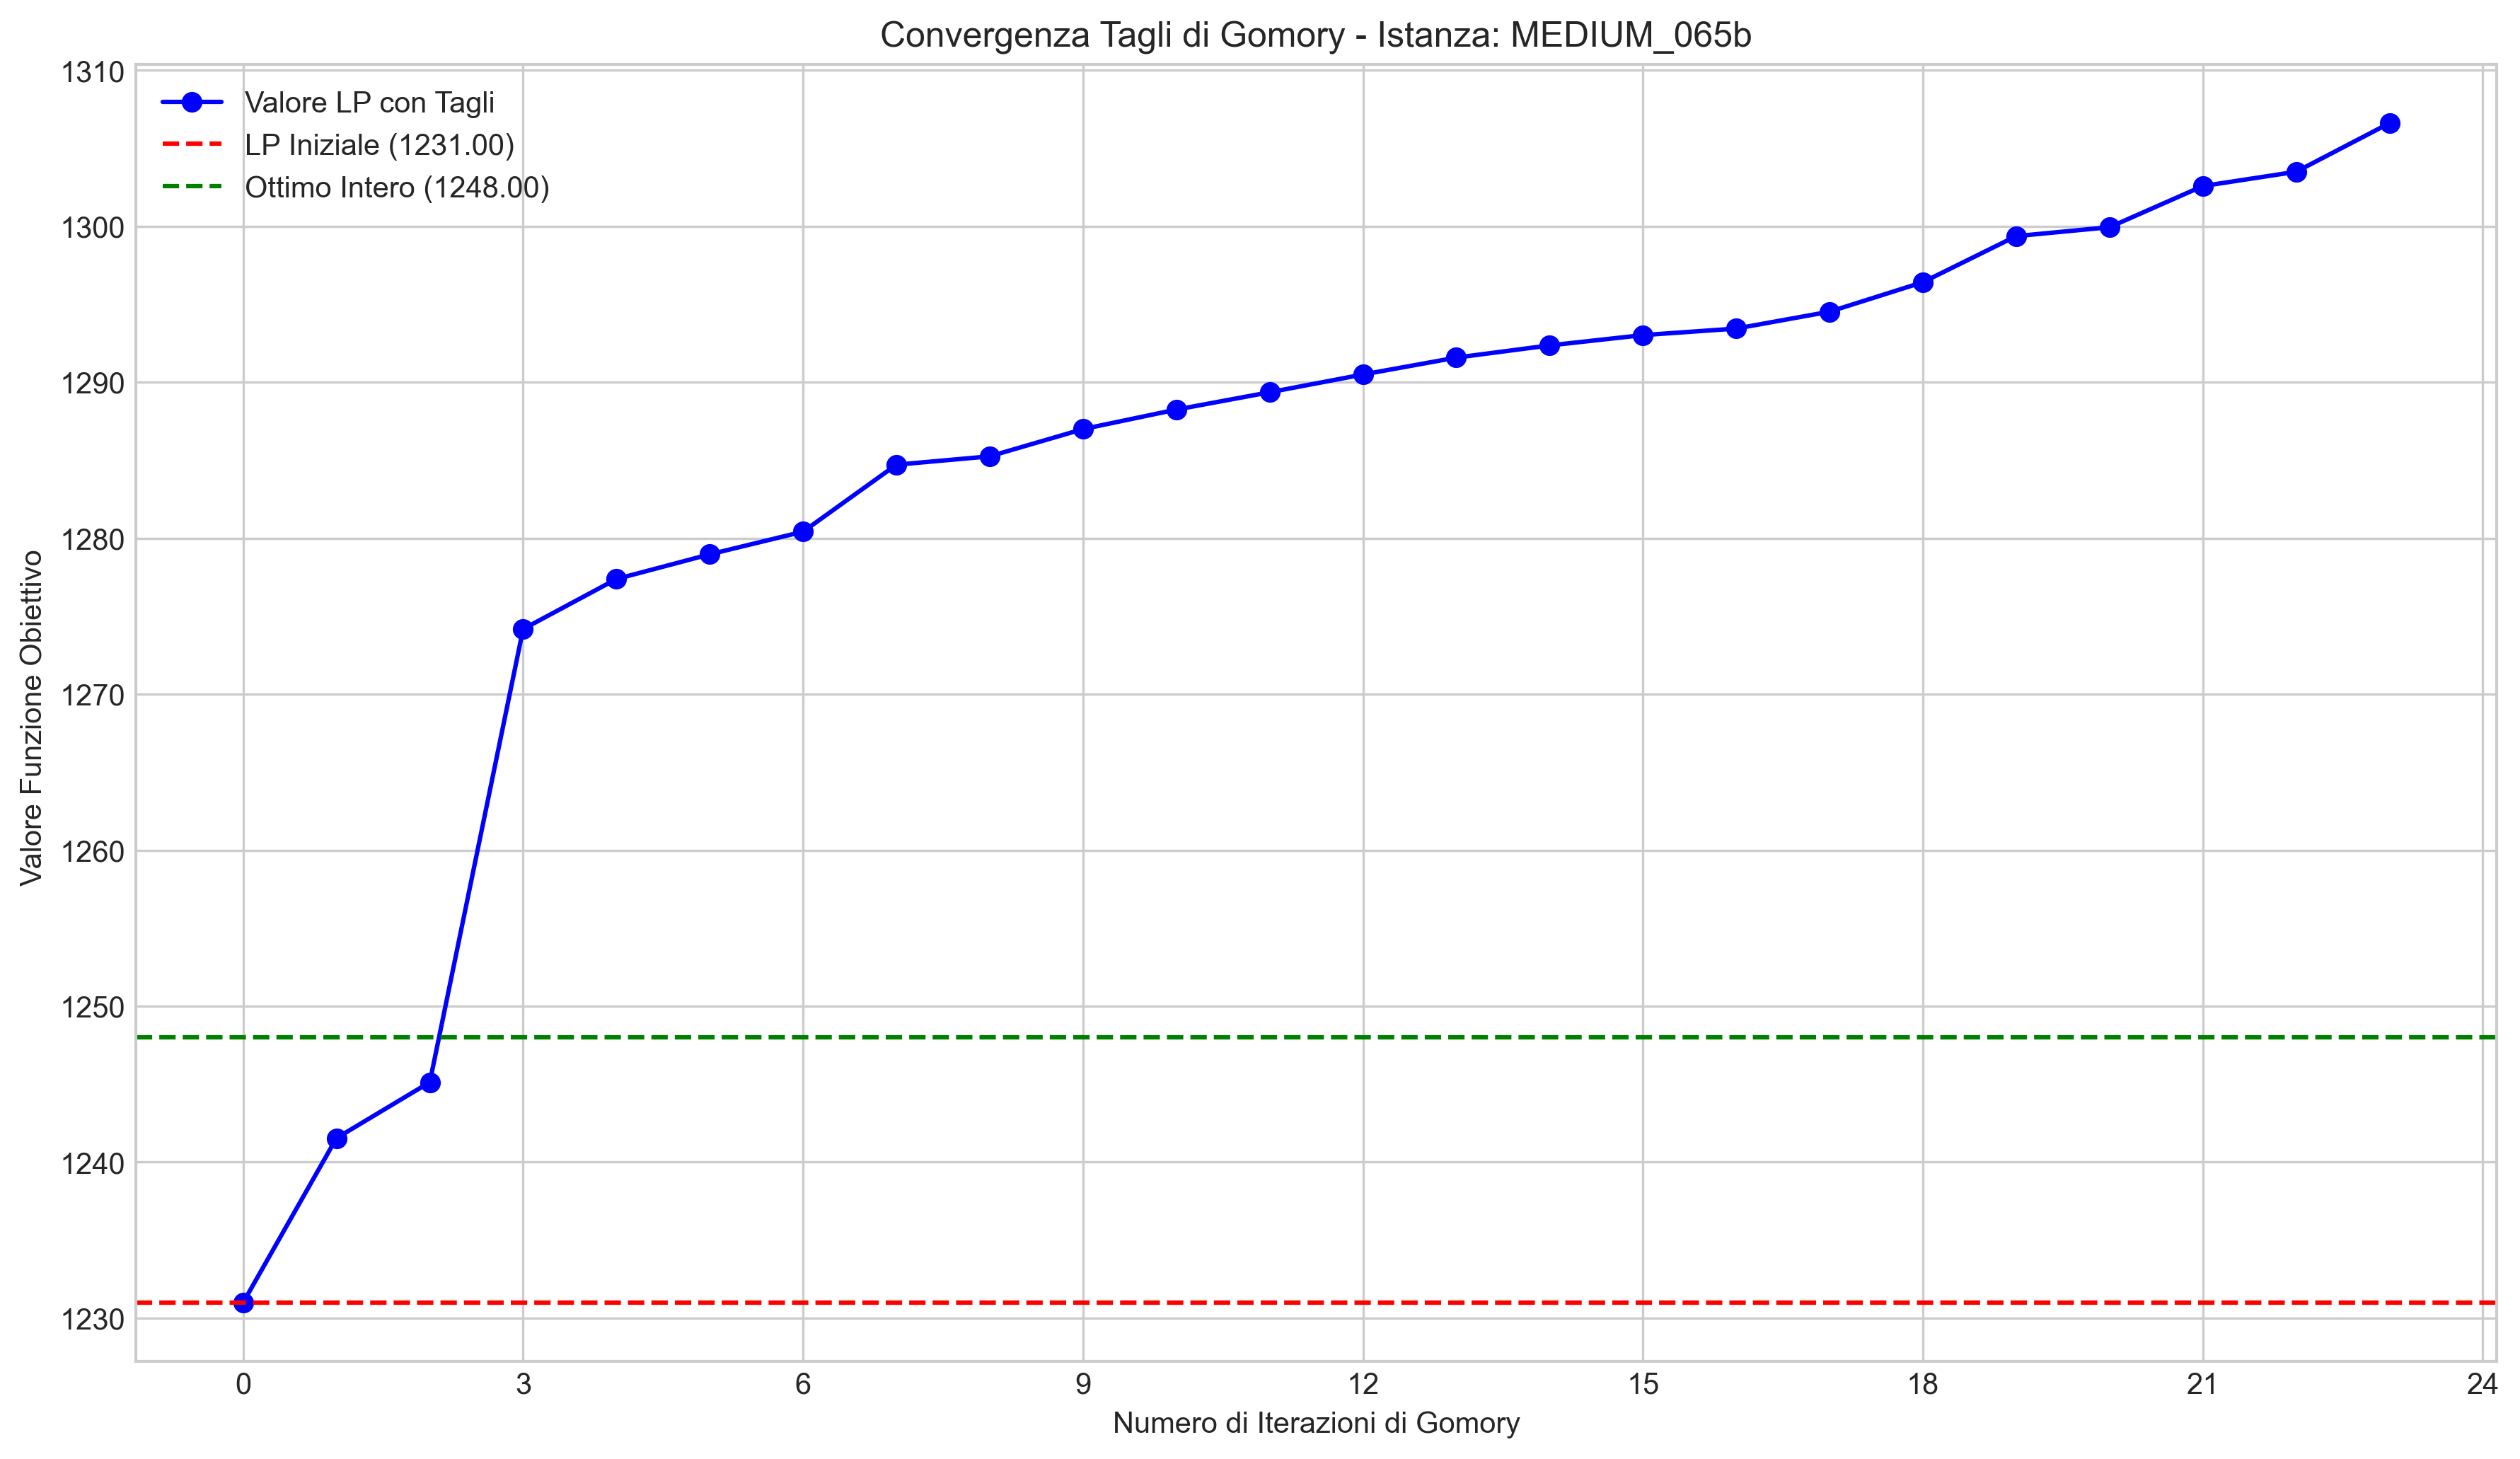 Convergenza Tagli di Gomory - Istanza: MEDIUM_065b
Valore LP con Tagli
LP Iniziale (1231.00)
Ottimo Intero (1248.00)
Valore Funzione Obiettivo
1310
1300
1290
1280
1270
1260
1250
1240
1230
0 3 6 9 12 15 18 21 24
Numero di Iterazioni di Gomory